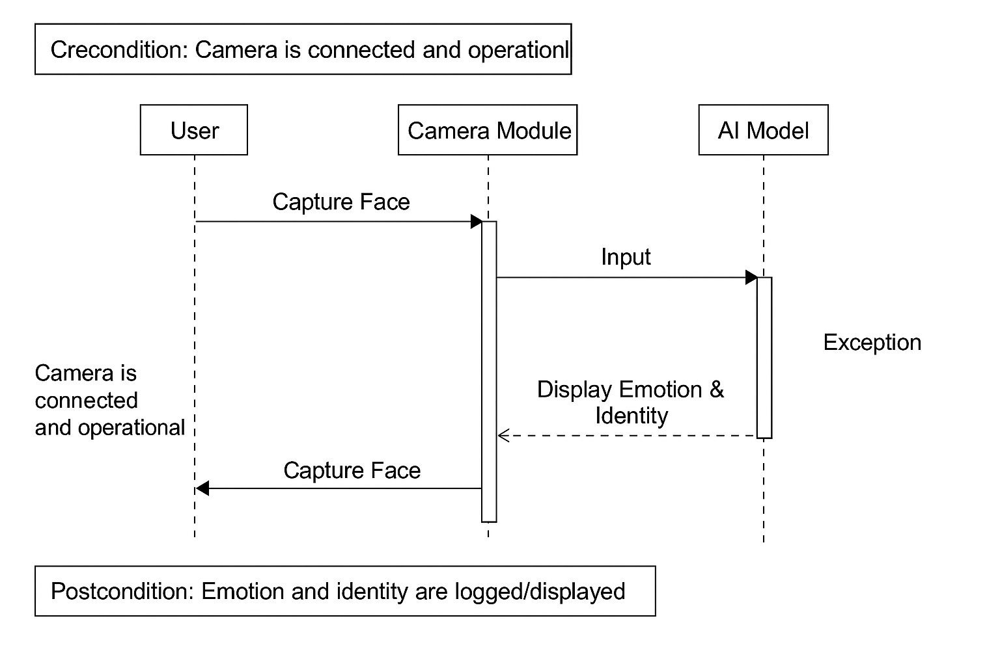 Crecondition: Camera is connected and operationl
User
Camera Module
AI Model
Capture Face
Input
Exception
Camera is
connected
and operational
Display Emotion &
Identity
Capture Face
Postcondition: Emotion and identity are logged/displayed